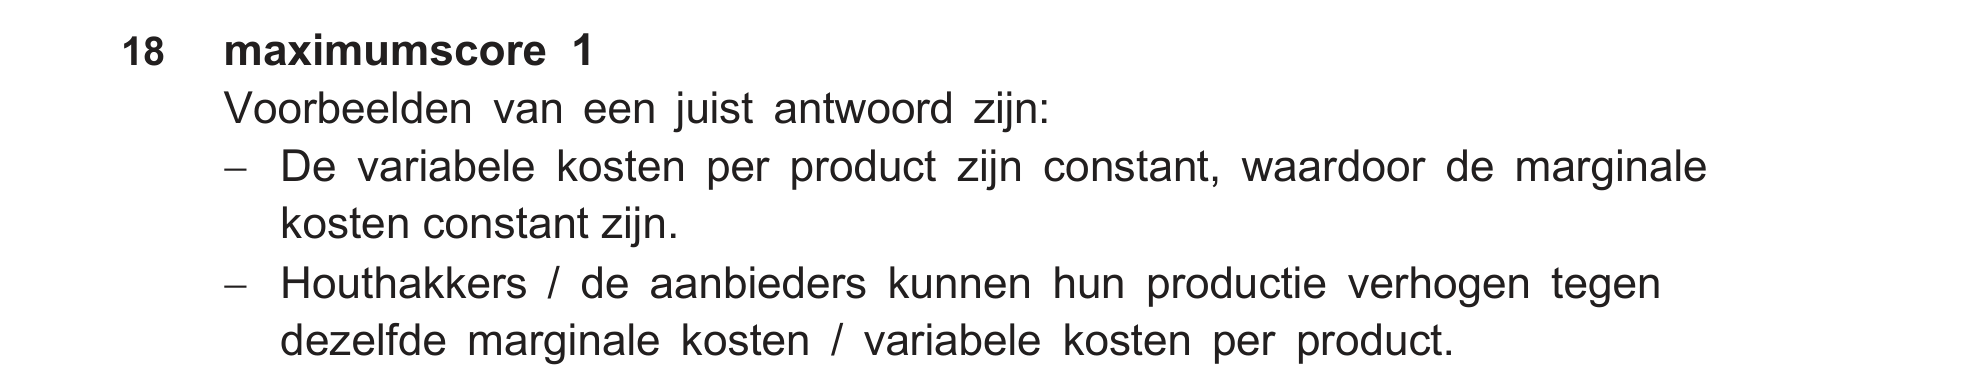 18 maximumscore 1
Voorbeelden van een juist antwoord zijn:
− De variabele kosten per product zijn constant, waardoor de marginale
kosten constant zijn.
− Houthakkers / de aanbieders kunnen hun productie verhogen tegen
dezelfde marginale kosten / variabele kosten per product.